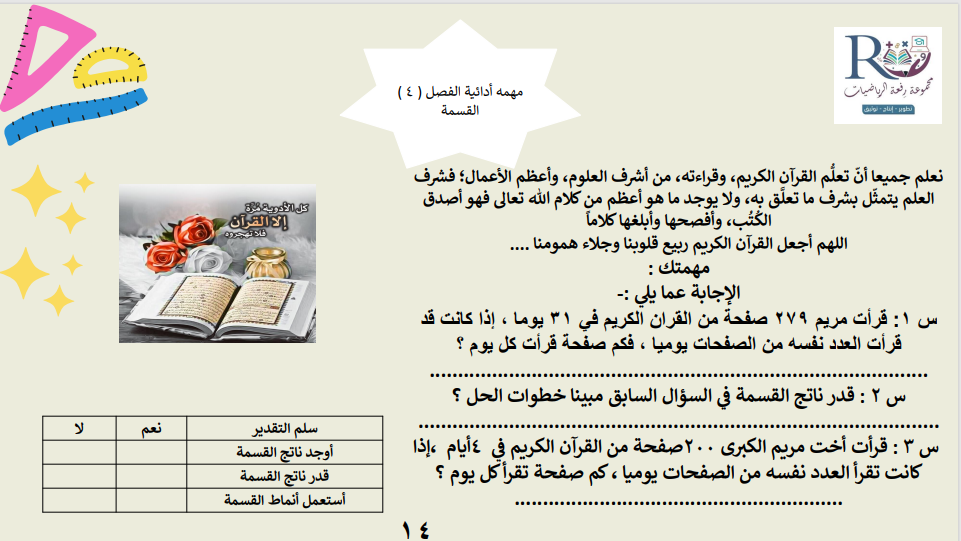 مهمه أدائية الفصل ( ٤ )
القسمة
R
مجموعة رفعة الرياضيات
تطوير - إنتاج - توثيق
نعلم جميعا أنّ تعلُّم القرآن الكريم، وقراءته، من أشرف العلوم، وأعظم الأعمال؛ فشرف
العلم يتمثّل بشرف ما تعلَّق به، ولا يوجد ما هو أعظم من كلام الله تعالى فهو أصدق
الكُتُب، وأفصحها وأبلغها كلاماً
اللهم أجعل القرآن الكريم ربيع قلوبنا وجلاء همومنا ....
مهمتك :
الإجابة عما يلي :-
س ١: قرأت مريم ٢٧٩ صفحة من القران الكريم في ٣١ يوما ، إذا كانت قد
قرأت العدد نفسه من الصفحات يوميا ، فكم صفحة قرأت كل يوم ؟
س ٢ : قدر ناتج القسمة في السؤال السابق مبينا خطوات الحل ؟
س ٣ : قرأت أخت مريم الكبرى ٢٠٠صفحة من القرآن الكريم في ٤أيام ،إذا
كانت تقرأ العدد نفسه من الصفحات يوميا ، كم صفحة تقرأ كل يوم ؟
كل الأدوية مُرَّة
إلا القرآن
فلا تهجروه
سلم التقدير نعم لا
أوجد ناتج القسمة
قدر ناتج القسمة
أستعمل أنماط القسمة
١٤